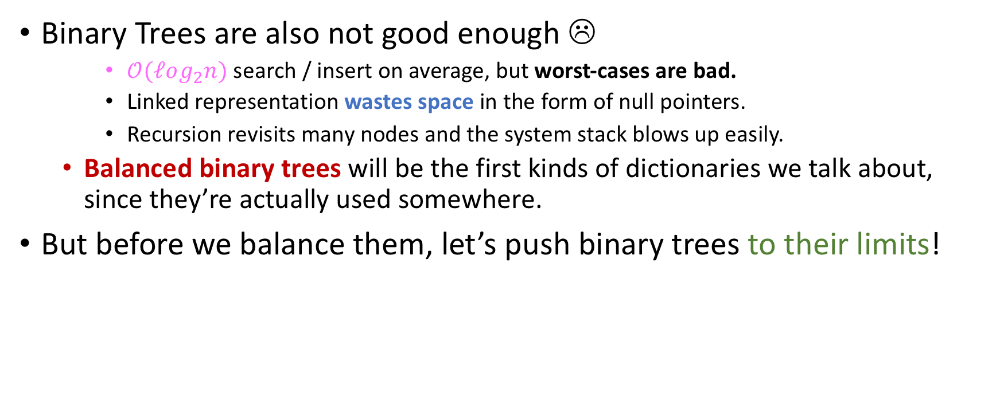 • Binary Trees are also not good enough ☹
• 𝒪(ℓog₂n) search / insert on average, but worst-cases are bad.
• Linked representation wastes space in the form of null pointers.
• Recursion revisits many nodes and the system stack blows up easily.
• Balanced binary trees will be the first kinds of dictionaries we talk about,
since they’re actually used somewhere.
• But before we balance them, let’s push binary trees to their limits!